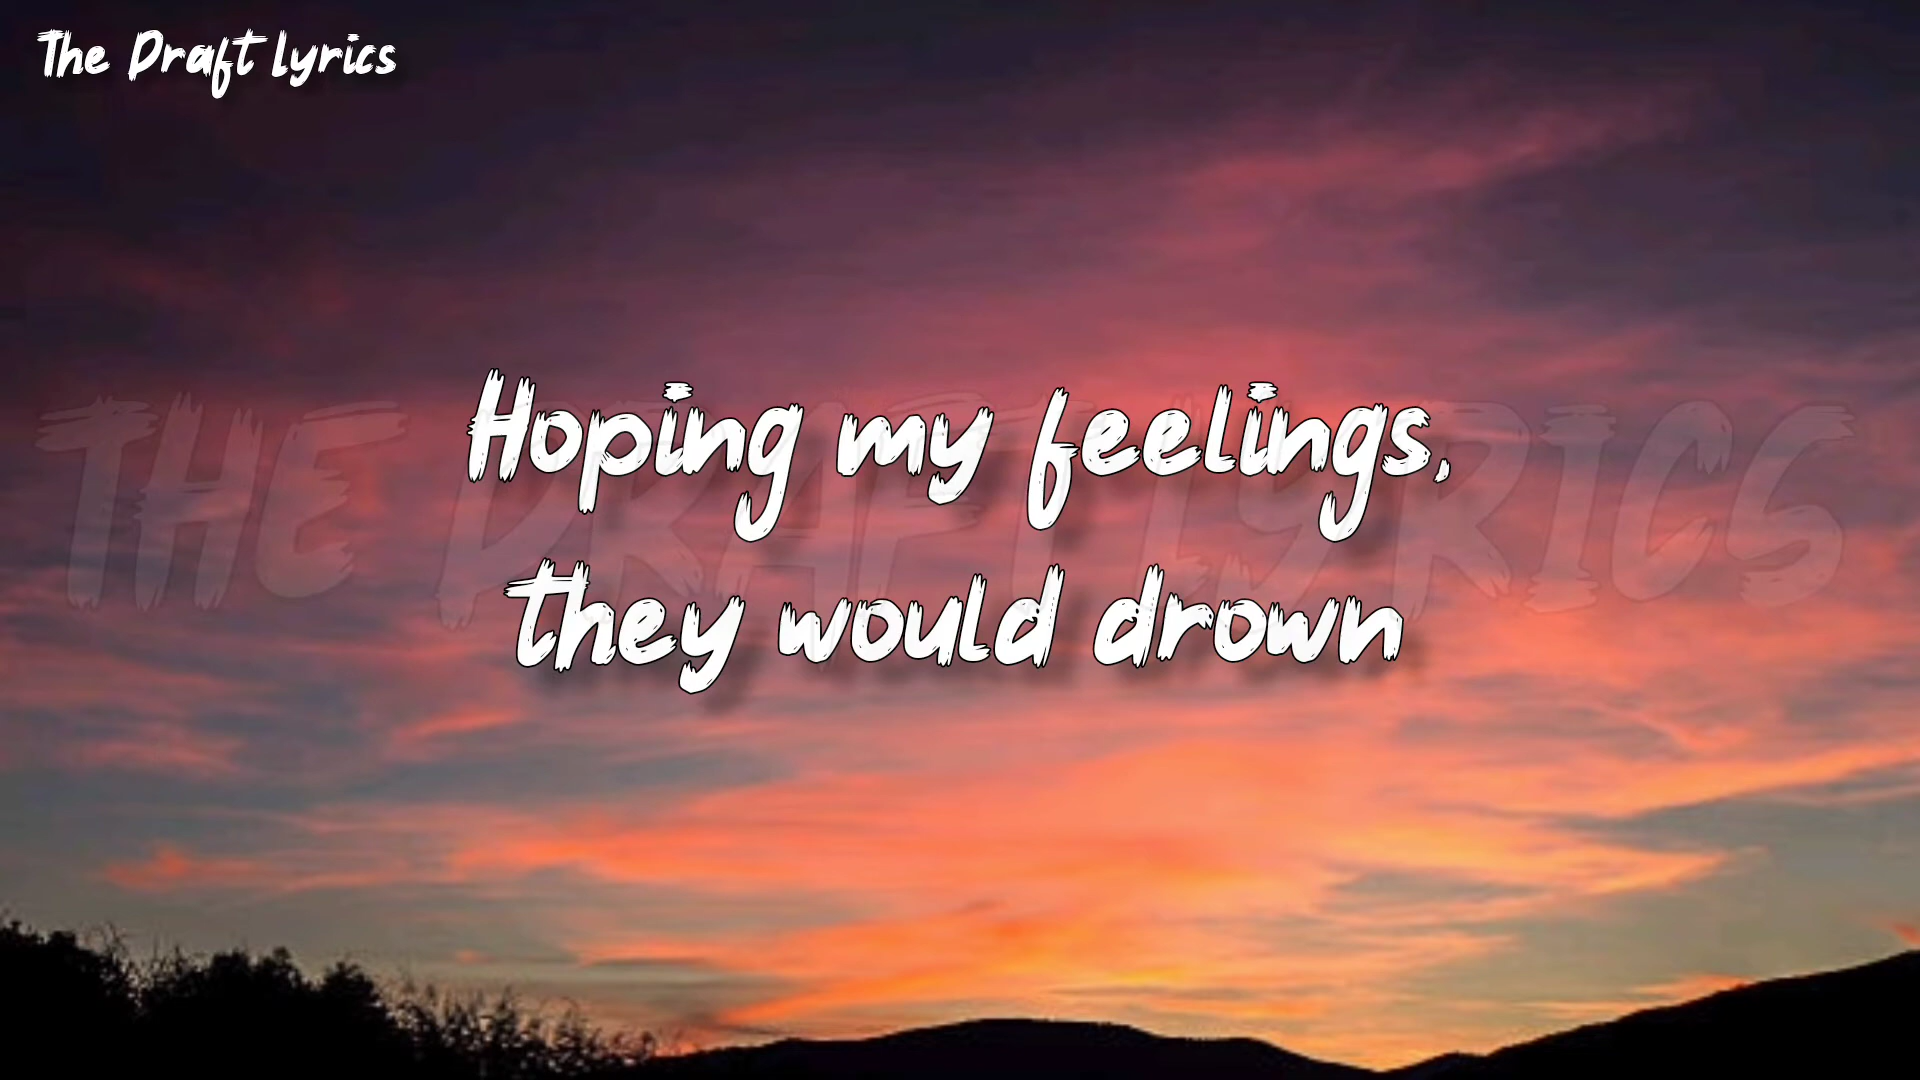 The Draft Lyrics
Hoping my feelings,
they would drown
THE DRAFT LYRICS